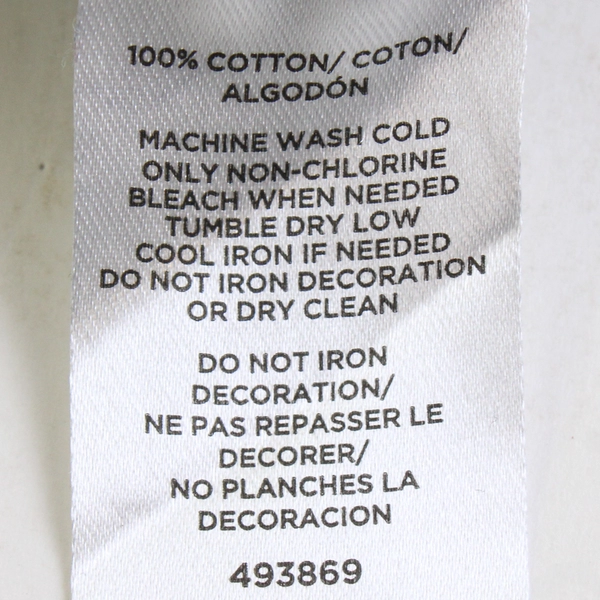 100% COTTON/ COTON/
ALGODÓN
MACHINE WASH COLD
ONLY NON-CHLORINE
BLEACH WHEN NEEDED
TUMBLE DRY LOW
COOL IRON IF NEEDED
DO NOT IRON DECORATION
OR DRY CLEAN
DO NOT IRON
DECORATION/
NE PAS REPASSER LE
DECORER/
NO PLANCHES LA
DECORACION
493869